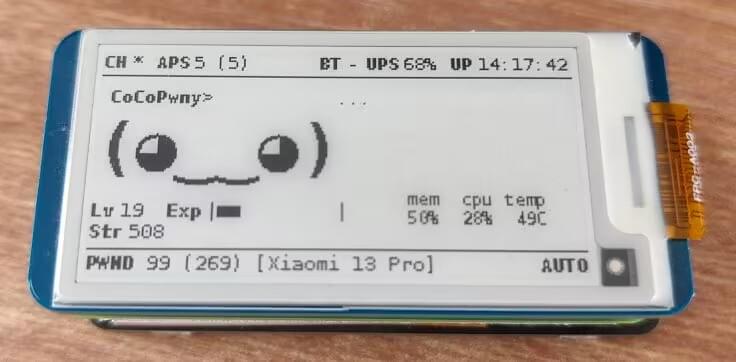 CH * APS 5 (5) BT - UPS 68% UP 14:17:42
CoCoPwny> ...
Lv 19 Exp
mem cpu temp
50% 28% 49C
Str 508
PWND 99 (269) [Xiaomi 13 Pro] AUTO